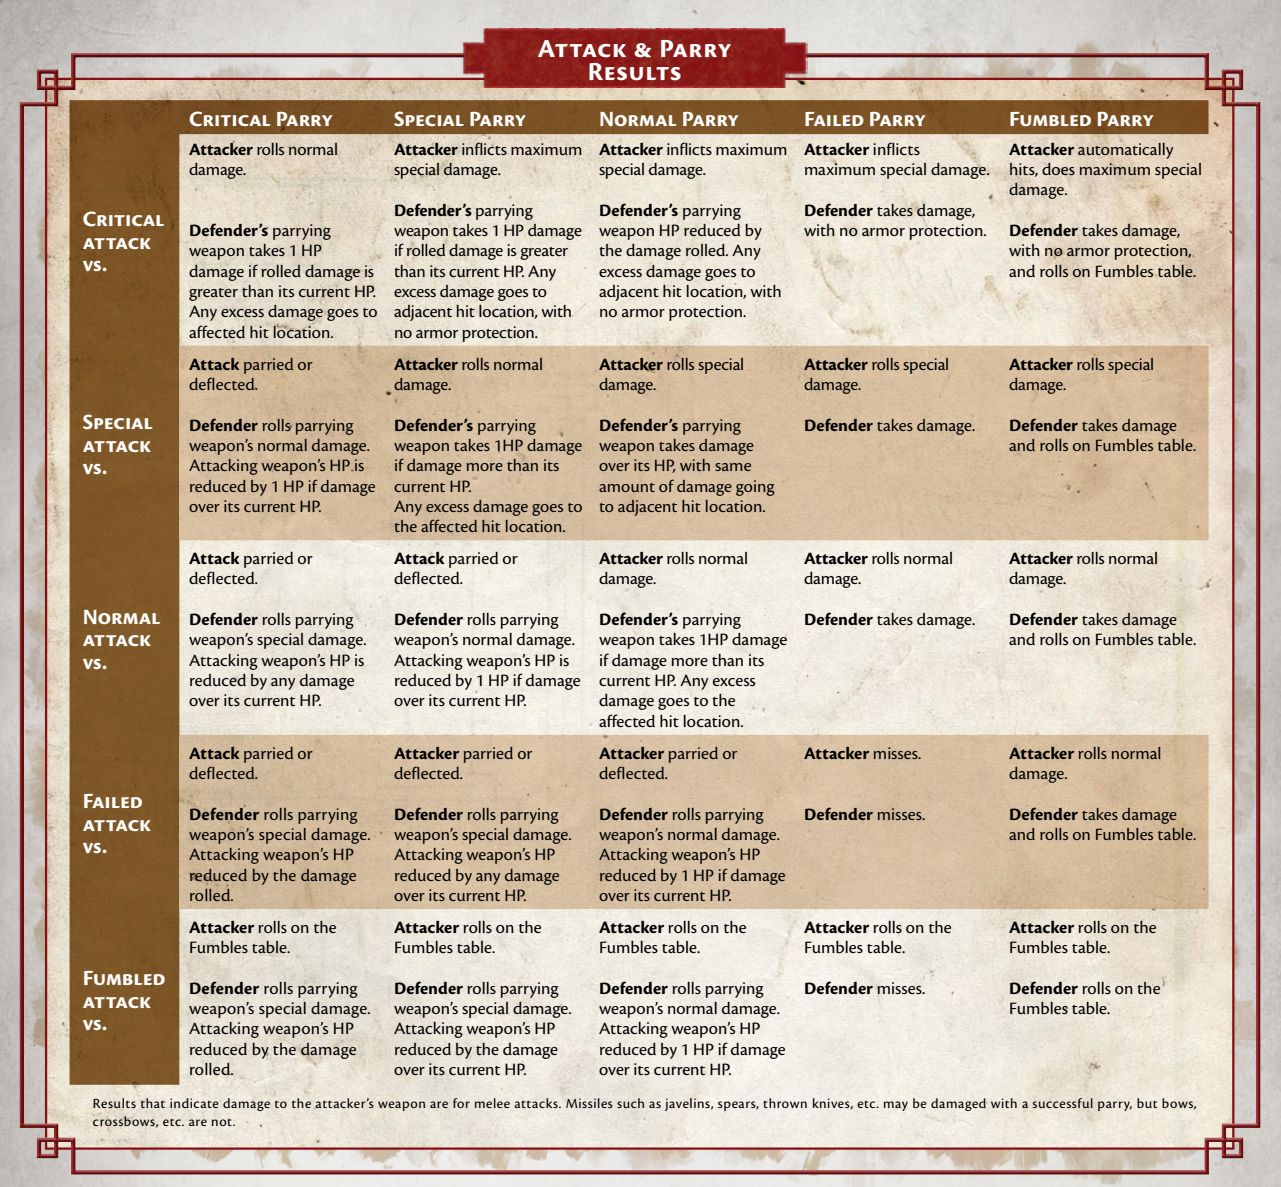 Attack & Parry
Results
Critical Parry
Special Parry
Normal Parry
Failed Parry
Fumbled Parry
Critical
attack
vs.
Attacker rolls normal
damage.
Defender's parrying
weapon takes 1 HP
damage if rolled damage is
greater than its current HP.
Any excess damage goes to
affected hit location.
Attacker inflicts maximum
special damage.
Defender's parrying
weapon takes 1 HP damage
if rolled damage is greater
than its current HP. Any
excess damage goes to
adjacent hit location, with
no armor protection.
Attacker inflicts maximum
special damage.
Defender's parrying
weapon HP reduced by
the damage rolled. Any
excess damage goes to
adjacent hit location, with
no armor protection.
Attacker inflicts
maximum special damage.
Defender takes damage,
with no armor protection.
Attacker automatically
hits, does maximum special
damage.
Defender takes damage,
with no armor protection,
and rolls on Fumbles table.
Special
attack
vs.
Attack parried or
deflected.
Defender rolls parrying
weapon's normal damage.
Attacking weapon's HP is
reduced by 1 HP if damage
over its current HP.
Attacker rolls normal
damage.
Defender's parrying
weapon takes 1HP damage
if damage more than its
current HP.
Any excess damage goes to
the affected hit location.
Attacker rolls special
damage.
Defender's parrying
weapon takes damage
over its HP, with same
amount of damage going
to adjacent hit location.
Attacker rolls special
damage.
Defender takes damage.
Attacker rolls special
damage.
Defender takes damage
and rolls on Fumbles table.
Normal
attack
vs.
Attack parried or
deflected.
Defender rolls parrying
weapon's special damage.
Attacking weapon's HP is
reduced by any damage
over its current HP.
Attack parried or
deflected.
Defender rolls parrying
weapon's normal damage.
Attacking weapon's HP is
reduced by 1 HP if damage
over its current HP.
Attacker rolls normal
damage.
Defender's parrying
weapon takes 1HP damage
if damage more than its
current HP. Any excess
damage goes to the
affected hit location.
Attacker rolls normal
damage.
Defender takes damage.
Attacker rolls normal
damage.
Defender takes damage
and rolls on Fumbles table.
Failed
attack
vs.
Attack parried or
deflected.
Defender rolls parrying
weapon's special damage.
Attacking weapon's HP
reduced by the damage
rolled.
Attacker parried or
deflected.
Defender rolls parrying
weapon's special damage.
Attacking weapon's HP
reduced by any damage
over its current HP.
Attacker parried or
deflected.
Defender rolls parrying
weapon's normal damage.
Attacking weapon's HP
reduced by 1 HP if damage
over its current HP.
Attacker misses.
Defender misses.
Attacker rolls normal
damage.
Defender takes damage
and rolls on Fumbles table.
Fumbled
attack
vs.
Attacker rolls on the
Fumbles table.
Defender rolls parrying
weapon's special damage.
Attacking weapon's HP
reduced by the damage
rolled.
Attacker rolls on the
Fumbles table.
Defender rolls parrying
weapon's special damage.
Attacking weapon's HP
reduced by the damage
over its current HP.
Attacker rolls on the
Fumbles table.
Defender rolls parrying
weapon's normal damage.
Attacking weapon's HP
reduced by 1 HP if damage
over its current HP.
Attacker rolls on the
Fumbles table.
Defender misses.
Attacker rolls on the
Fumbles table.
Defender rolls on the
Fumbles table.
Results that indicate damage to the attacker's weapon are for melee attacks. Missiles such as javelins, spears, thrown knives, etc. may be damaged with a successful parry, but bows,
crossbows, etc. are not.